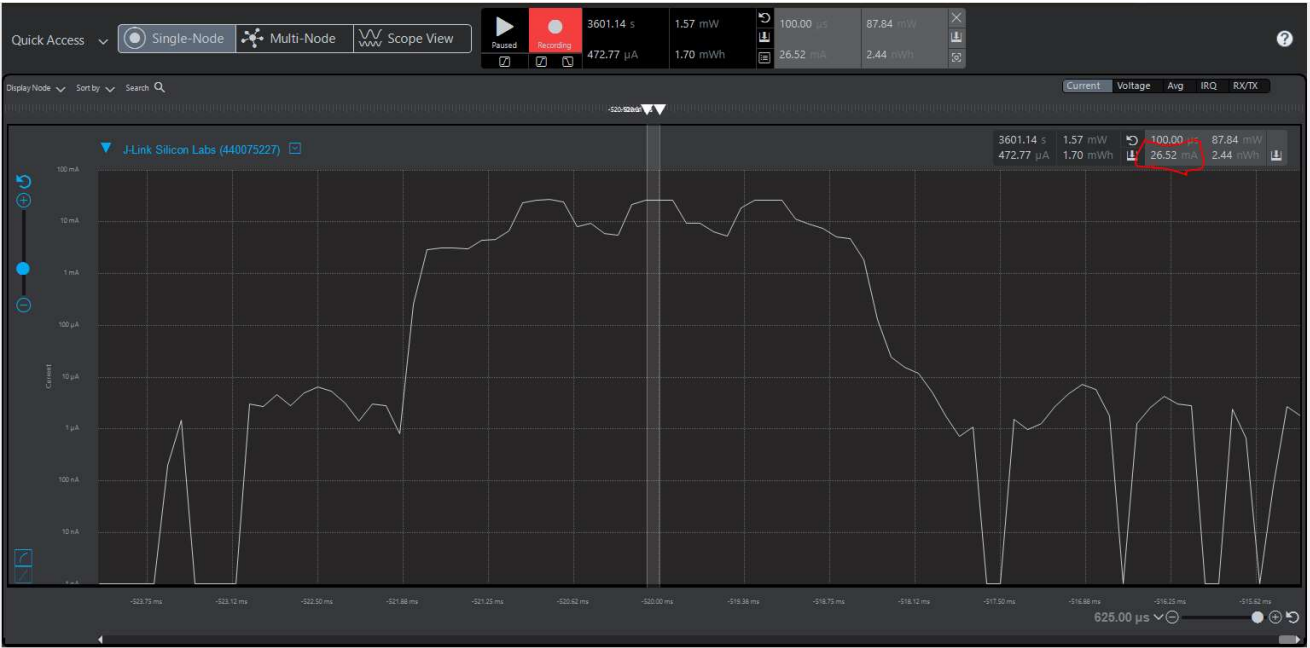 Quick Access Single-Node Multi-Node Scope View
Paused Recording
3601.14 s 1.57 mW
472.77 µA 1.70 mWh
100.00 µs 87.84 mW
26.52 mA 2.44 mWh
Display Node Sort by Search
Current Voltage Avg IRQ RX/TX
J-Link Silicon Labs (440075227)
3601.14 s 1.57 mW 100.00 µs 87.84 mW
472.77 µA 1.70 mWh 26.52 mA 2.44 mWh
100 mA
10 mA
1 mA
100 µA
10 µA
1 µA
100 nA
10 nA
Current
-523.75 ms -523.12 ms -522.50 ms -521.88 ms -521.25 ms -520.62 ms -520.00 ms -519.38 ms -518.75 ms -518.12 ms -517.50 ms -516.88 ms -516.25 ms -515.62 ms
625.00 µs